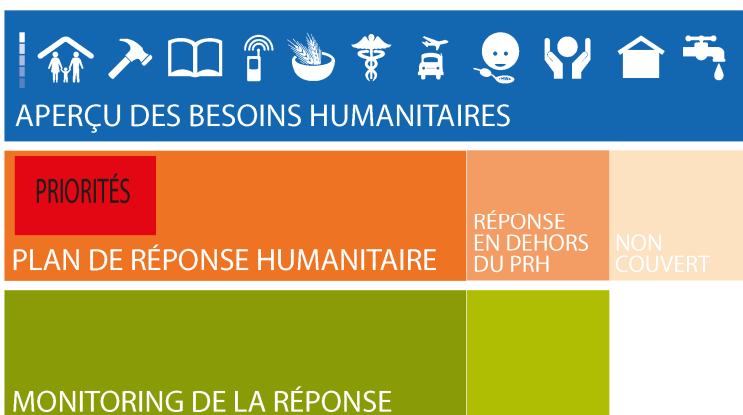 APERÇU DES BESOINS HUMANITAIRES
PRIORITÉS
PLAN DE RÉPONSE HUMANITAIRE
RÉPONSE
EN DEHORS
DU PRH
NON
COUVERT
MONITORING DE LA RÉPONSE